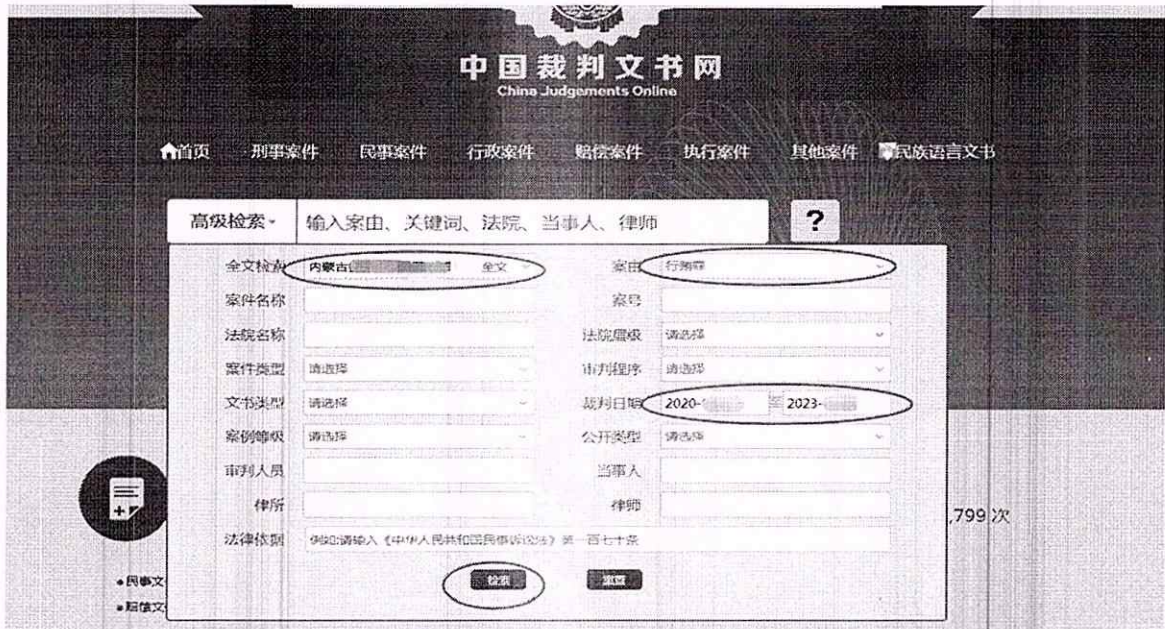 中国裁判文书网
China Judgements Online
首页 刑事案件 民事案件 行政案件 赔偿案件 执行案件 其他案件 民族语言文书
高级检索 输入案由、关键词、法院、当事人、律师 ?
全文检索 内蒙古 全文 案由 行贿罪
案件名称 案号
法院名称 法院层级 请选择
案件类型 请选择 审判程序 请选择
文书类型 请选择 裁判日期 2020- 至 2023-
案例等级 请选择 公开类型 请选择
审判人员 当事人
律所 律师
,799 次
法律依据 例如:请输入《中华人民共和国民事诉讼法》第一百七十条
检索 重置
民事文
赔偿文